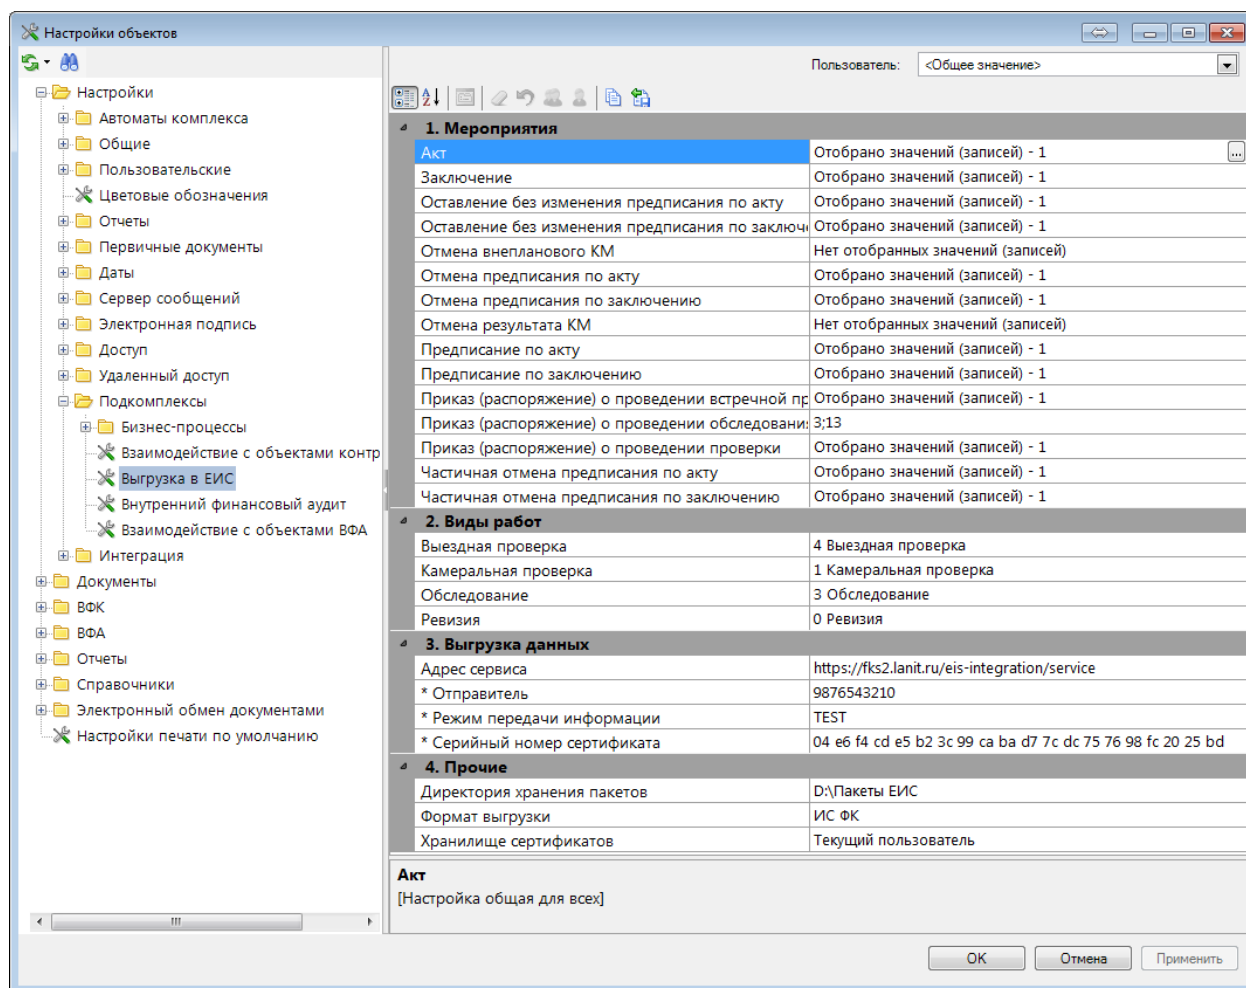 Настройки объектов
Пользователь: <Общее значение>
Настройки
Автоматы комплекса
Общие
Пользовательские
Цветовые обозначения
Отчеты
Первичные документы
Даты
Сервер сообщений
Электронная подпись
Доступ
Удаленный доступ
Подкомплексы
Бизнес-процессы
Взаимодействие с объектами контр
Выгрузка в ЕИС
Внутренний финансовый аудит
Взаимодействие с объектами ВФА
Интеграция
Документы
ВФК
ВФА
Отчеты
Справочники
Электронный обмен документами
Настройки печати по умолчанию
1. Мероприятия
Акт Отобрано значений (записей) - 1 ...
Заключение Отобрано значений (записей) - 1
Оставление без изменения предписания по акту Отобрано значений (записей) - 1
Оставление без изменения предписания по заключ Отобрано значений (записей) - 1
Отмена внепланового КМ Нет отобранных значений (записей)
Отмена предписания по акту Отобрано значений (записей) - 1
Отмена предписания по заключению Отобрано значений (записей) - 1
Отмена результата КМ Нет отобранных значений (записей)
Предписание по акту Отобрано значений (записей) - 1
Предписание по заключению Отобрано значений (записей) - 1
Приказ (распоряжение) о проведении встречной пр Отобрано значений (записей) - 1
Приказ (распоряжение) о проведении обследовани 3;13
Приказ (распоряжение) о проведении проверки Отобрано значений (записей) - 1
Частичная отмена предписания по акту Отобрано значений (записей) - 1
Частичная отмена предписания по заключению Отобрано значений (записей) - 1
2. Виды работ
Выездная проверка 4 Выездная проверка
Камеральная проверка 1 Камеральная проверка
Обследование 3 Обследование
Ревизия 0 Ревизия
3. Выгрузка данных
Адрес сервиса https://fks2.lanit.ru/eis-integration/service
* Отправитель 9876543210
* Режим передачи информации TEST
* Серийный номер сертификата 04 e6 f4 cd e5 b2 3c 99 ca ba d7 7c dc 75 76 98 fc 20 25 bd
4. Прочие
Директория хранения пакетов D:\Пакеты ЕИС
Формат выгрузки ИС ФК
Хранилище сертификатов Текущий пользователь
Акт
[Настройка общая для всех]
ОК Отмена Применить